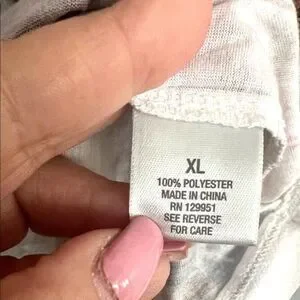 XL
100% POLYESTER
MADE IN CHINA
RN 129951
SEE REVERSE
FOR CARE